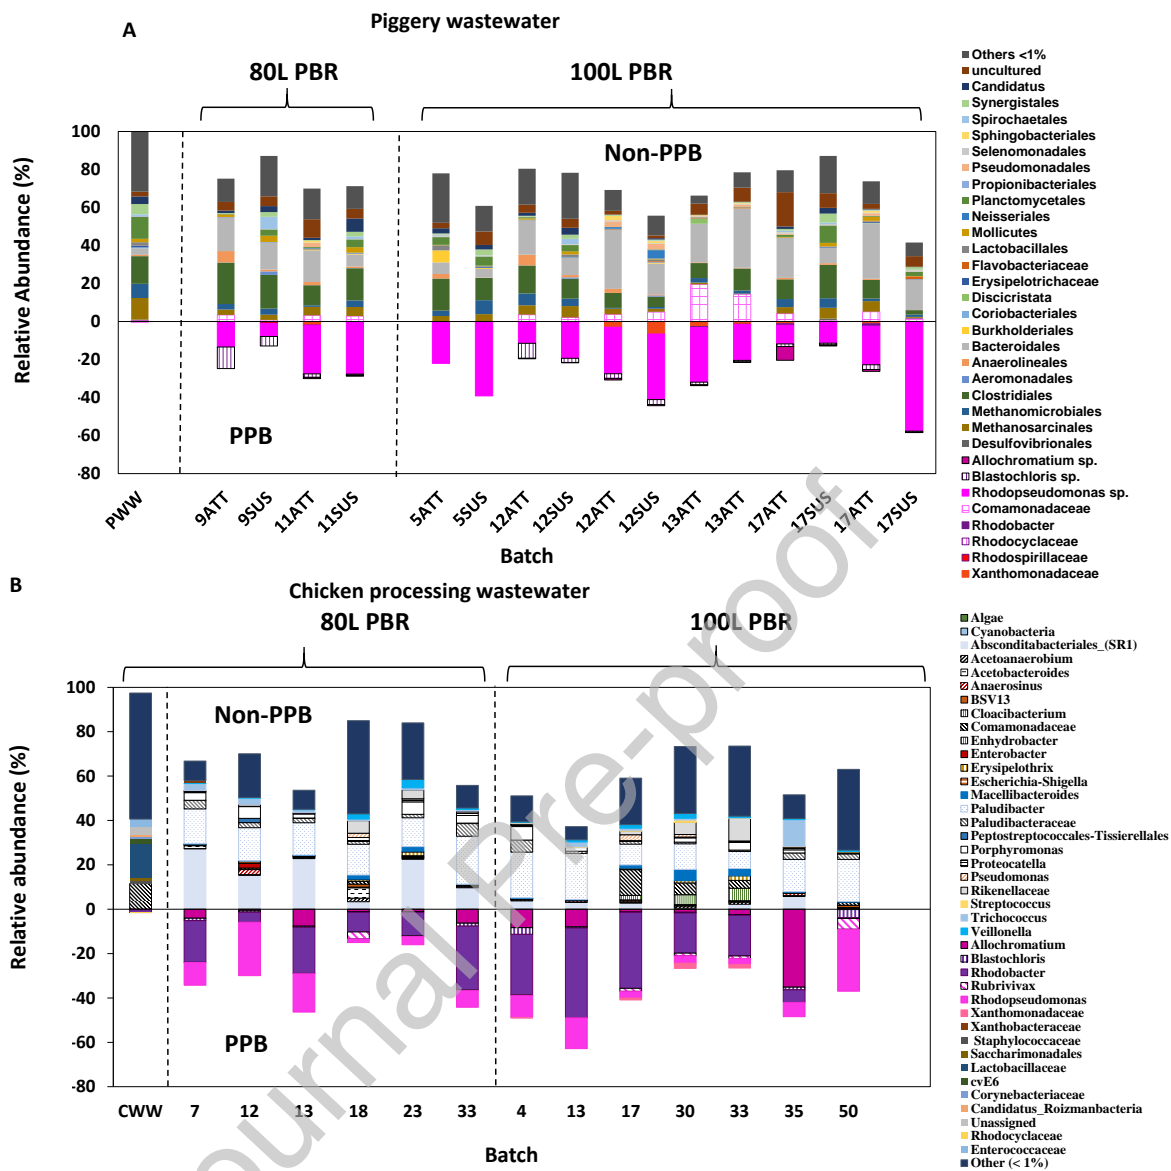 A
Piggery wastewater
80L PBR
100L PBR
Non-PPB
PPB
Relative Abundance (%)
100
80
60
40
20
0
-20
-40
-60
-80
PWW
9ATT
9SUS
11ATT
11SUS
5ATT
5SUS
12ATT
12SUS
12ATT
12SUS
13ATT
13ATT
17ATT
17SUS
17ATT
17SUS
Batch
Others <1%
uncultured
Candidatus
Synergistales
Spirochaetales
Sphingobacteriales
Selenomonadales
Pseudomonadales
Propionibacteriales
Planctomycetales
Neisseriales
Mollicutes
Lactobacillales
Flavobacteriaceae
Erysipelotrichaceae
Discicristata
Coriobacteriales
Burkholderiales
Bacteroidales
Anaerolineales
Aeromonadales
Clostridiales
Methanomicrobiales
Methanosarcinales
Desulfovibrionales
Allochromatium sp.
Blastochloris sp.
Rhodopseudomonas sp.
Comamonadaceae
Rhodobacter
Rhodocyclaceae
Rhodospirillaceae
Xanthomonadaceae
B
Chicken processing wastewater
80L PBR
100L PBR
Non-PPB
PPB
Relative abundance (%)
100
80
60
40
20
0
-20
-40
-60
-80
CWW
7
12
13
18
23
33
4
13
17
30
33
35
50
Batch
Algae
Cyanobacteria
Absconditabacteriales_(SR1)
Acetoanaerobium
Acetobacteroides
Anaerosinus
BSV13
Cloacibacterium
Comamonadaceae
Enhydrobacter
Enterobacter
Erysipelothrix
Escherichia-Shigella
Macellibacteroides
Paludibacter
Paludibacteraceae
Peptostreptococcales-Tissierellales
Porphyromonas
Proteocatella
Pseudomonas
Rikenellaceae
Streptococcus
Trichococcus
Veillonella
Allochromatium
Blastochloris
Rhodobacter
Rubrivivax
Rhodopseudomonas
Xanthomonadaceae
Xanthobacteraceae
Staphylococcaceae
Saccharimonadales
Lactobacillaceae
cvE6
Corynebacteriaceae
Candidatus_Roizmanbacteria
Unassigned
Rhodocyclaceae
Enterococcaceae
Other (< 1%)
Journal Pre-proof